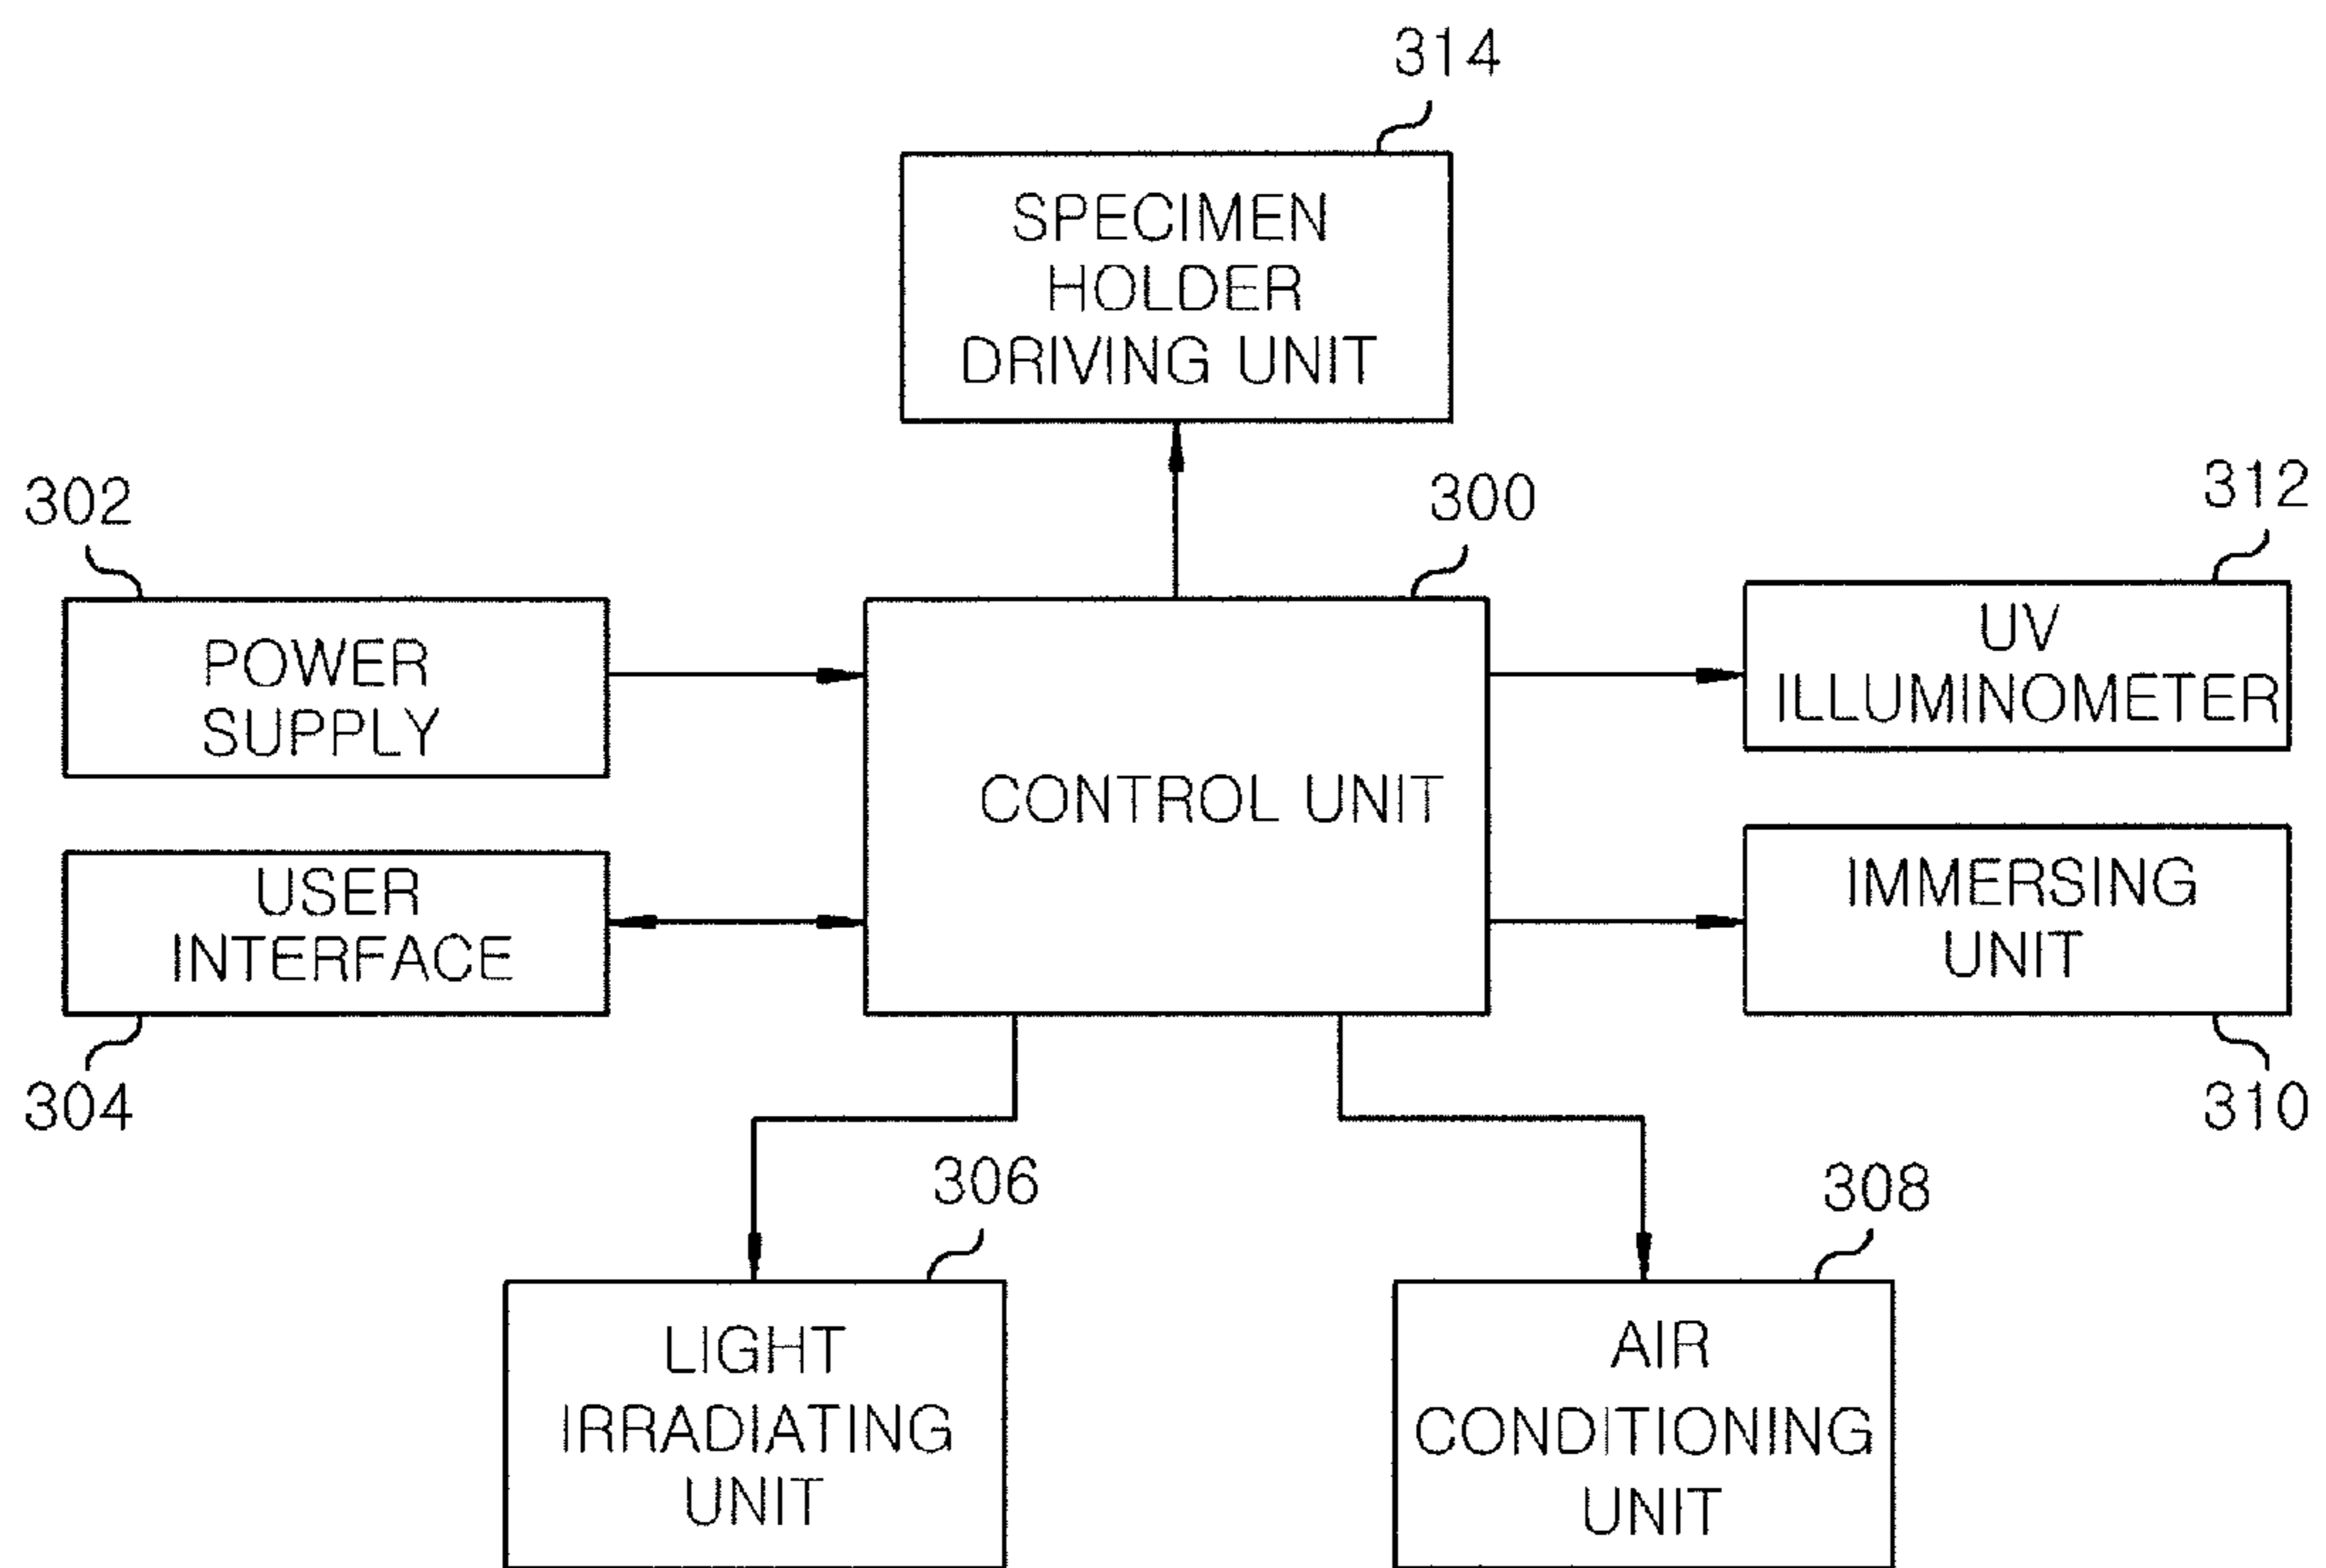 314
SPECIMEN
HOLDER
DRIVING UNIT
302
300
312
POWER
SUPPLY
CONTROL UNIT
UV
ILLUMINOMETER
USER
INTERFACE
IMMERSING
UNIT
304
310
306
308
LIGHT
IRRADIATING
UNIT
AIR
CONDITIONING
UNIT